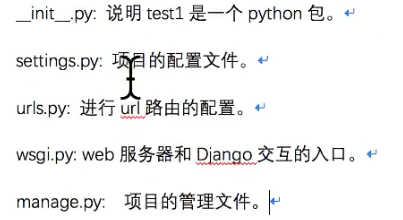 __init__.py: 说明 test1 是一个 python 包。
settings.py: 项目的配置文件。
urls.py: 进行 url 路由的配置。
wsgi.py: web 服务器和 Django 交互的入口。
manage.py: 项目的管理文件。